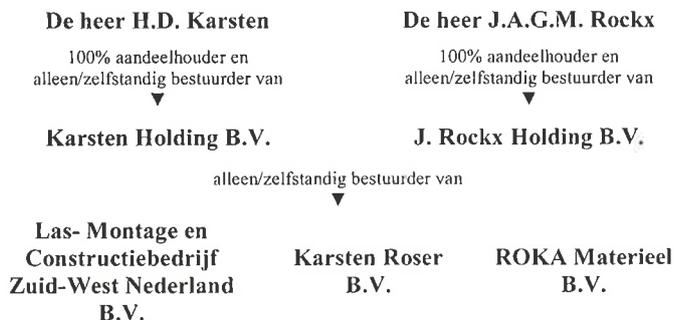 De heer H.D. Karsten
De heer J.A.G.M. Rockx
100% aandeelhouder en
alleen/zelfstandig bestuurder van
100% aandeelhouder en
alleen/zelfstandig bestuurder van
Karsten Holding B.V.
J. Rockx Holding B.V.
alleen/zelfstandig bestuurder van
Las- Montage en
Constructiebedrijf
Zuid-West Nederland
B.V.
Karsten Roser
B.V.
ROKA Materieel
B.V.